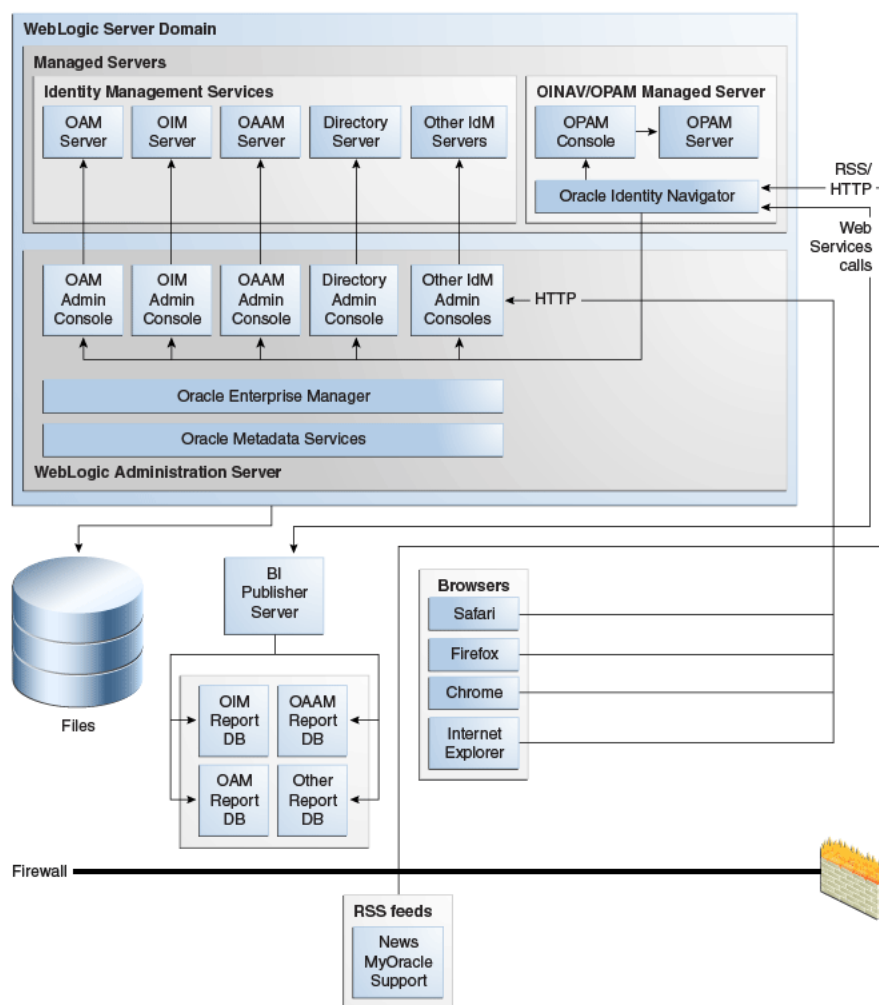 WebLogic Server Domain
Managed Servers
Identity Management Services
OAM
Server
OIM
Server
OAAM
Server
Directory
Server
Other IdM
Servers
OINAV/OPAM Managed Server
OPAM
Console
OPAM
Server
Oracle Identity Navigator
RSS/
HTTP
Web
Services
calls
OAM
Admin
Console
OIM
Admin
Console
OAAM
Admin
Console
Directory
Admin
Console
Other IdM
Admin
Consoles
HTTP
Oracle Enterprise Manager
Oracle Metadata Services
WebLogic Administration Server
Files
BI
Publisher
Server
OIM
Report
DB
OAAM
Report
DB
OAM
Report
DB
Other
Report
DB
Browsers
Safari
Firefox
Chrome
Internet
Explorer
Firewall
RSS feeds
News
MyOracle
Support